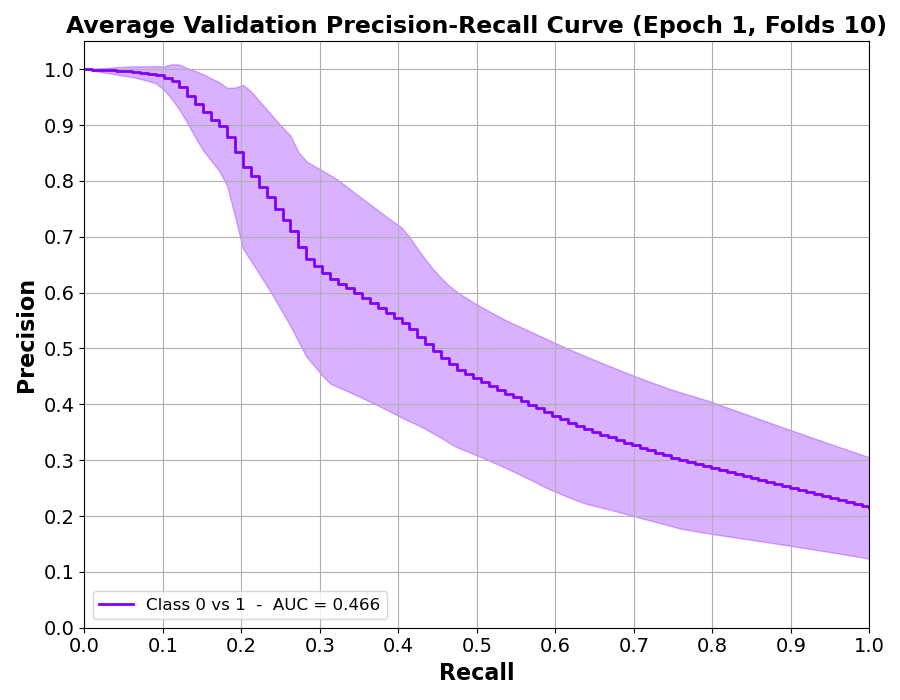 Average Validation Precision-Recall Curve (Epoch 1, Folds 10)
1.0
0.9
0.8
0.7
0.6
0.5
0.4
0.3
0.2
0.1
0.0
Precision
Class 0 vs 1 - AUC = 0.466
0.0 0.1 0.2 0.3 0.4 0.5 0.6 0.7 0.8 0.9 1.0
Recall